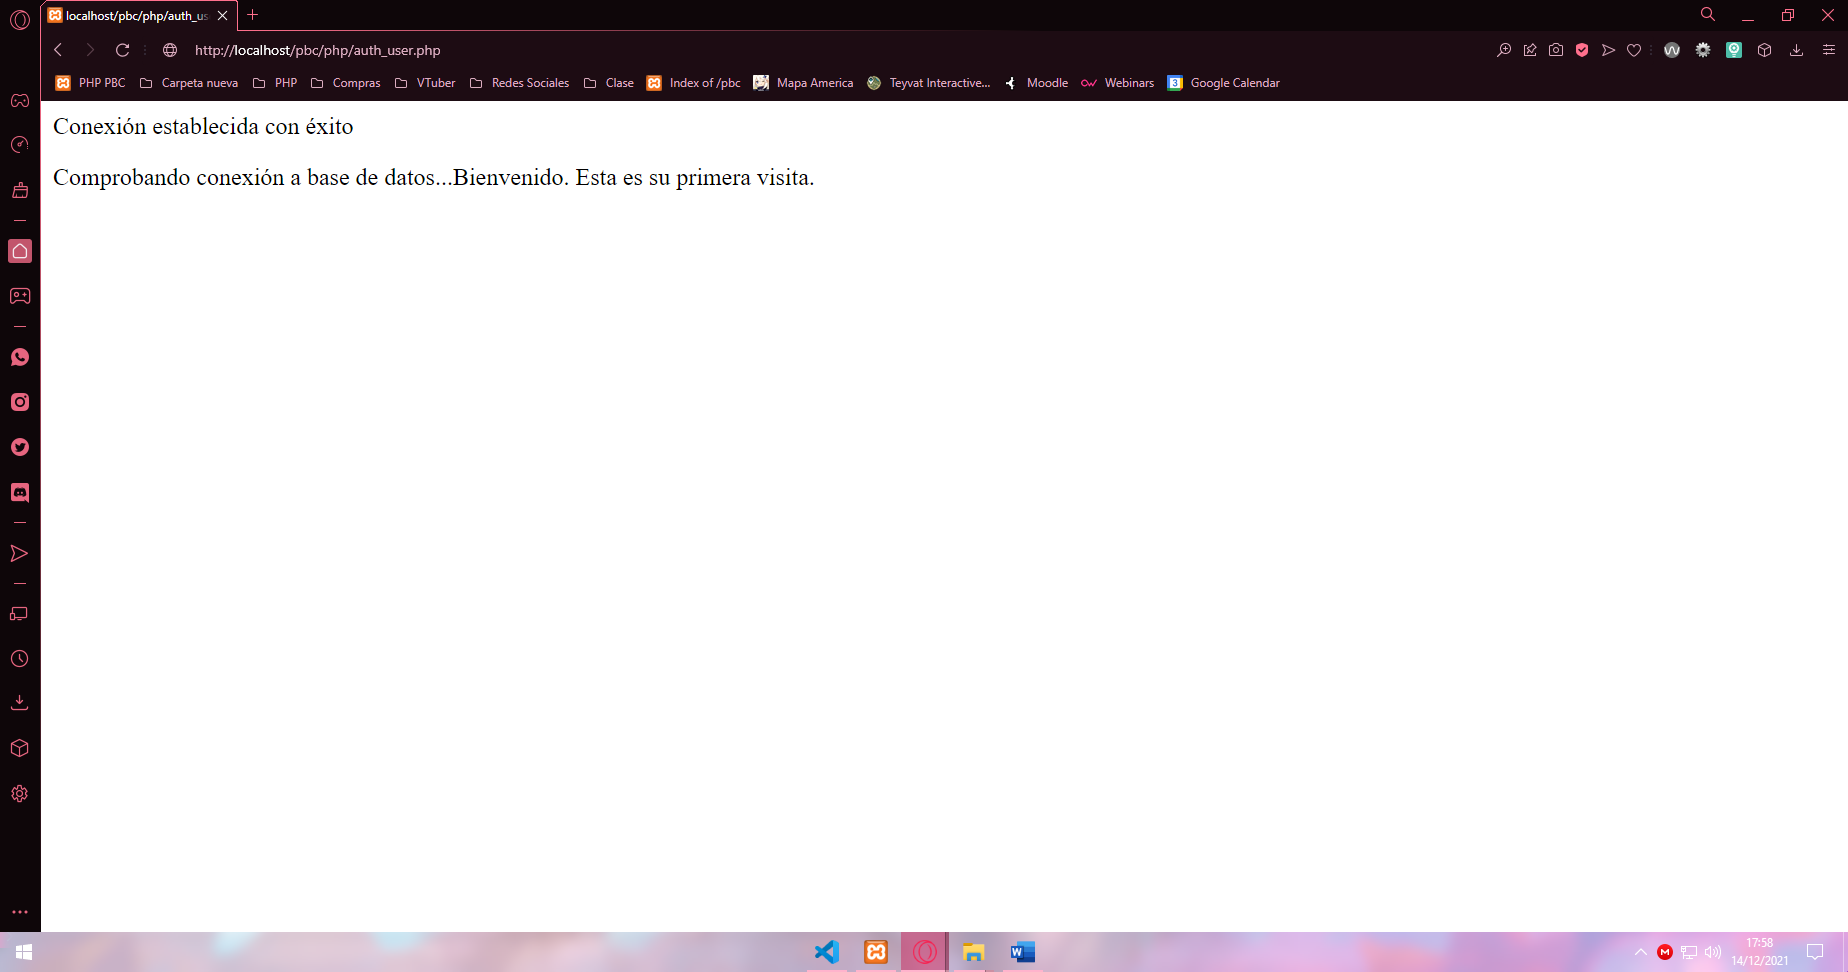 localhost/pbc/php/auth_us
http://localhost/pbc/php/auth_user.php
PHP PBC Carpeta nueva PHP Compras VTuber Redes Sociales Clase Index of /pbc Mapa America Teyvat Interactive... Moodle Webinars 3 Google Calendar
Conexión establecida con éxito
Comprobando conexión a base de datos...Bienvenido. Esta es su primera visita.
17:58
14/12/2021